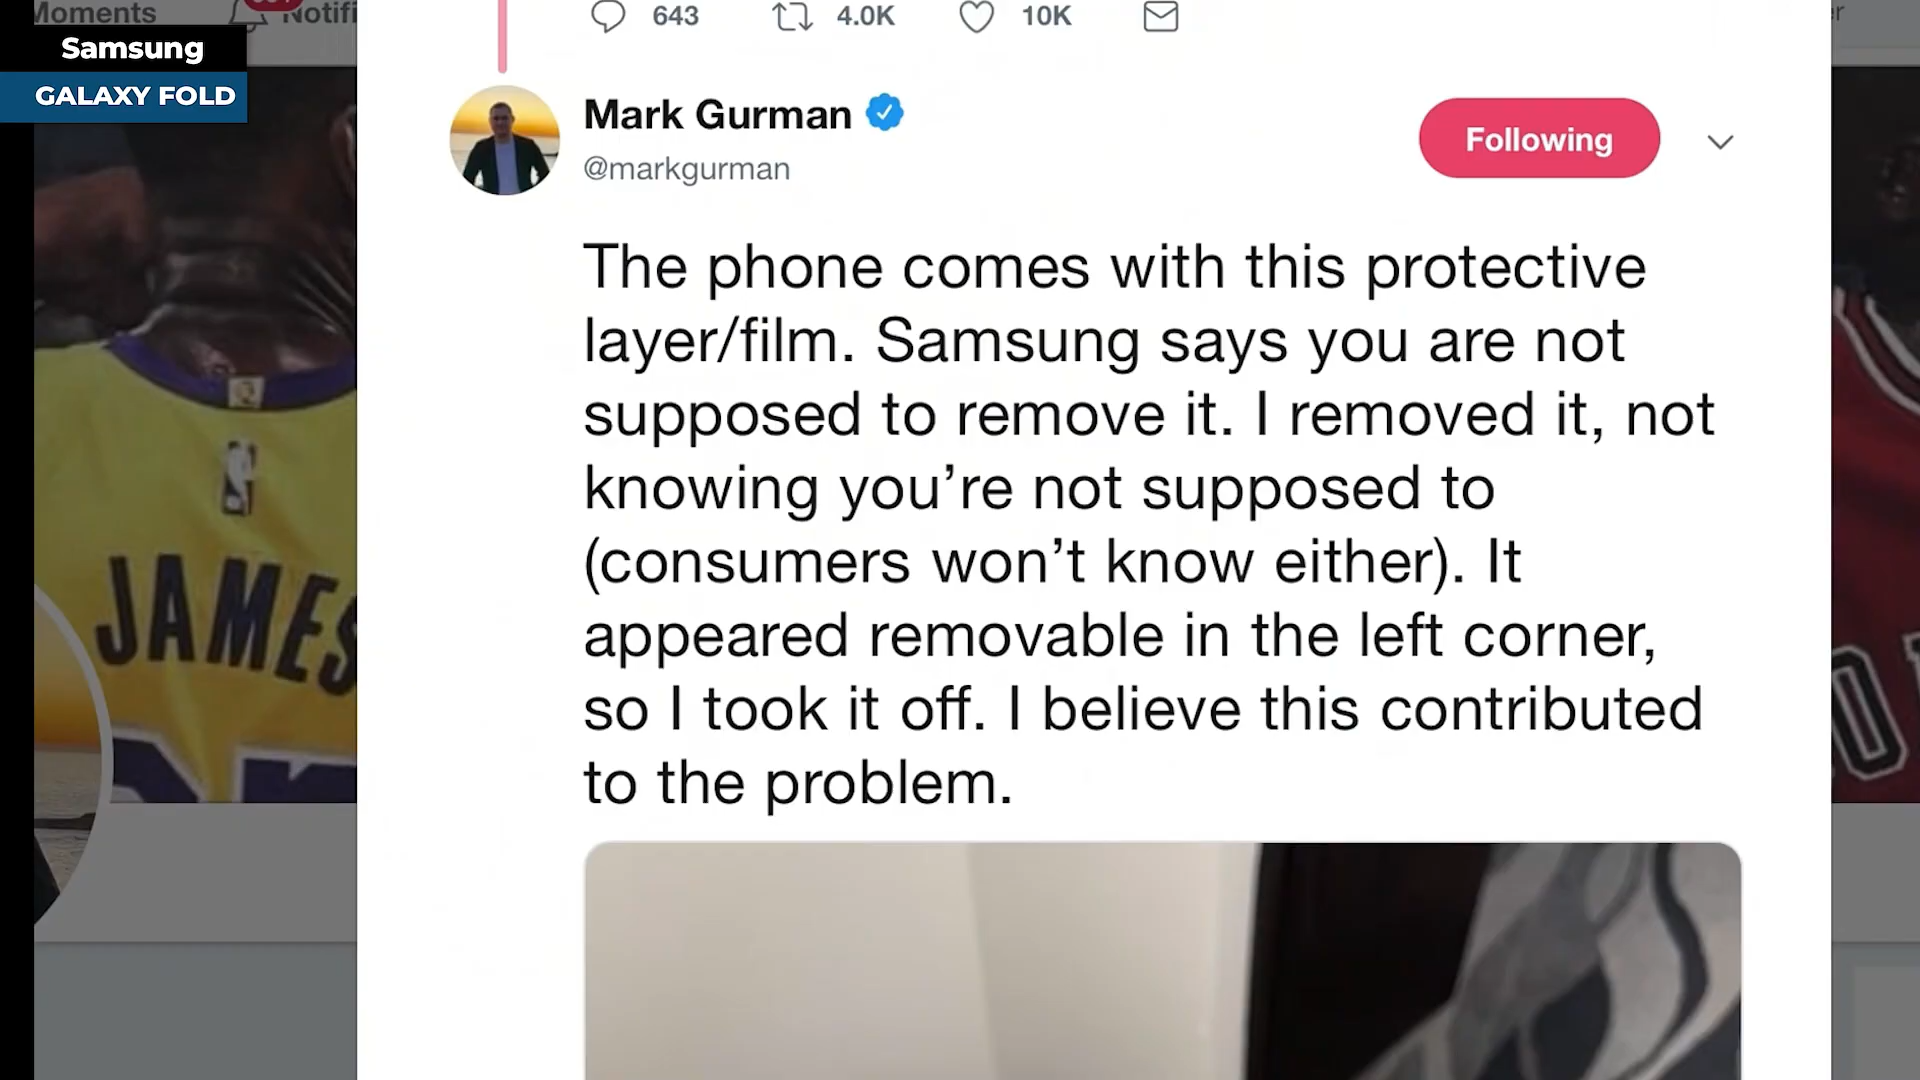 Moments
Notifi
643 4.0K 10K
Samsung
GALAXY FOLD
Mark Gurman
@markgurman
Following
The phone comes with this protective
layer/film. Samsung says you are not
supposed to remove it. I removed it, not
knowing you’re not supposed to
(consumers won’t know either). It
appeared removable in the left corner,
so I took it off. I believe this contributed
to the problem.
JAMES